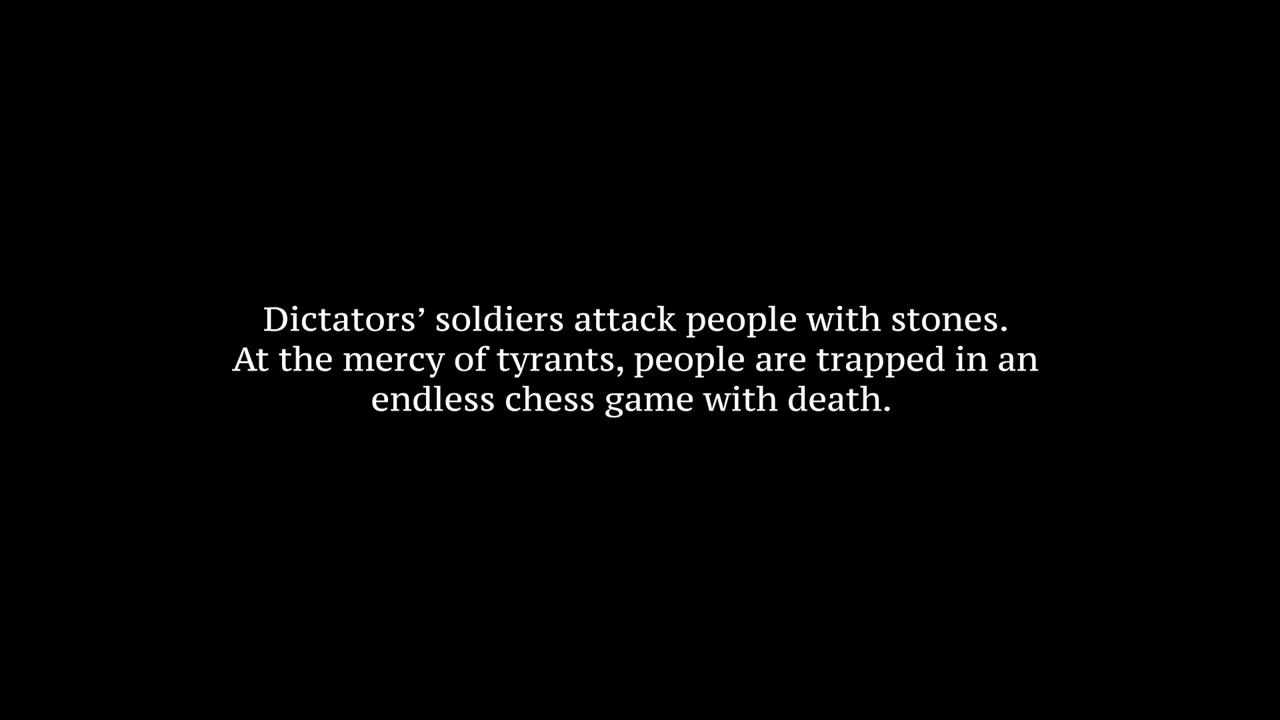 Dictators’ soldiers attack people with stones.
At the mercy of tyrants, people are trapped in an
endless chess game with death.